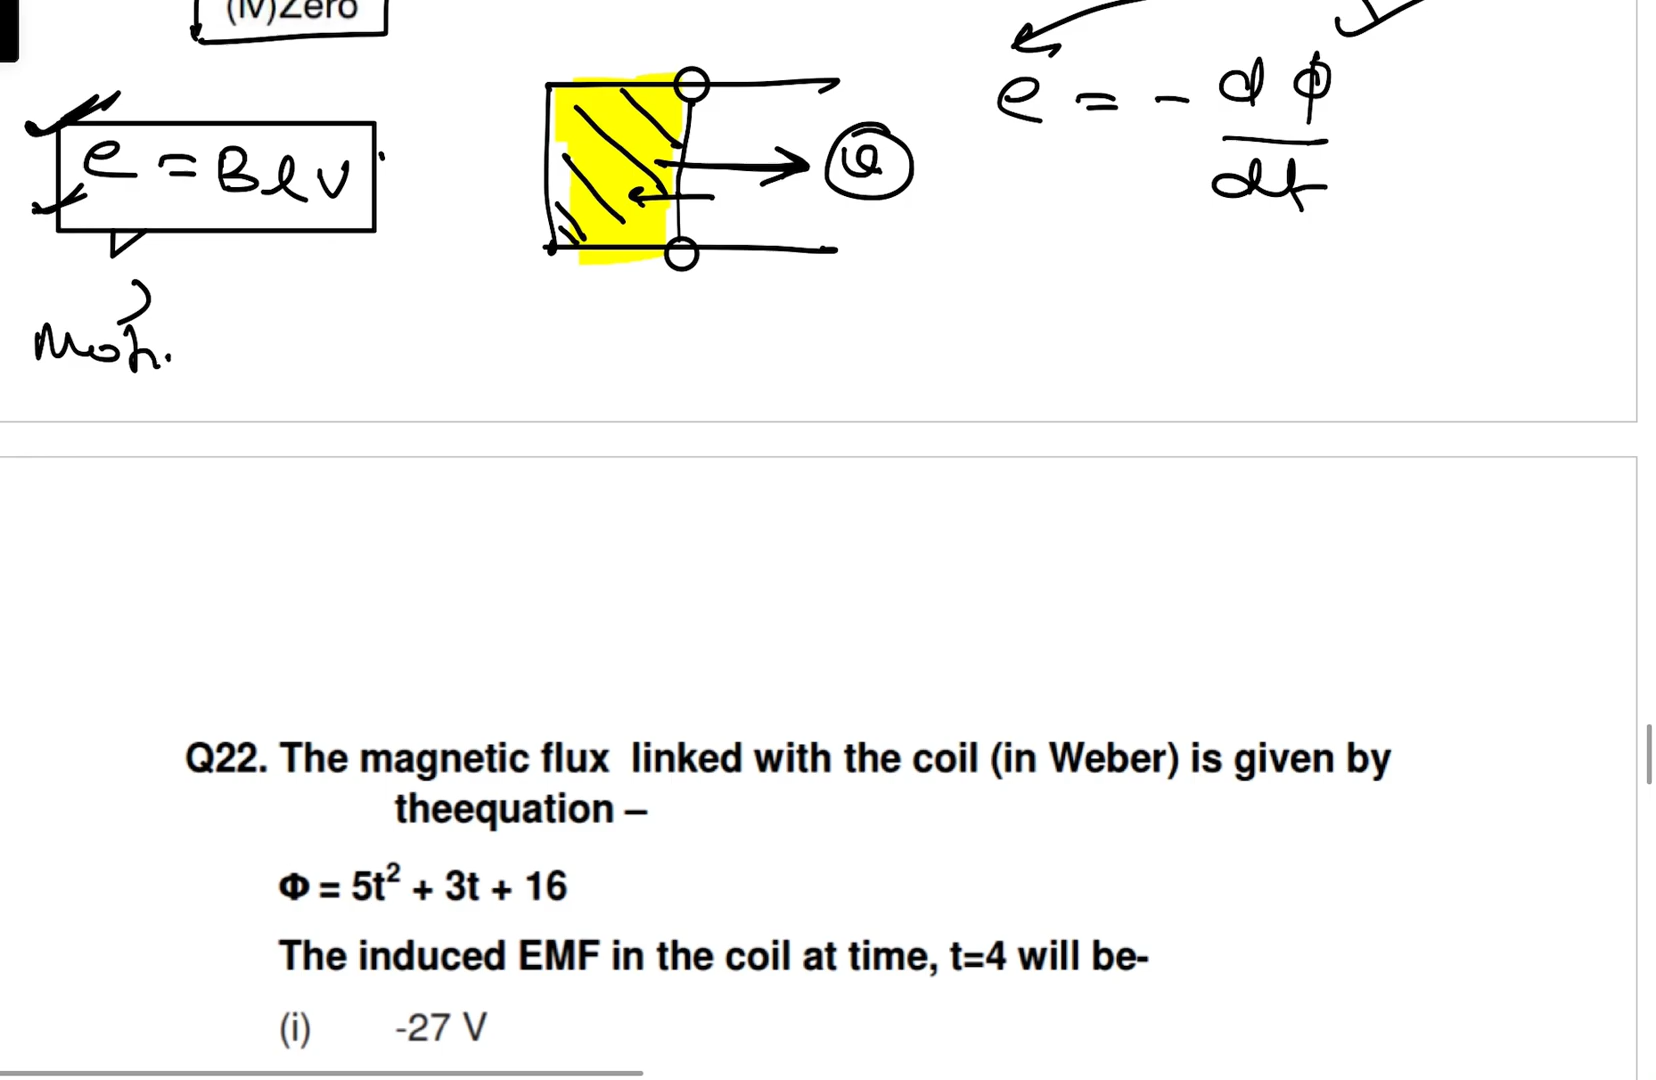 (iv)Zero
e = - dφ
dt
e = Blv
Q22. The magnetic flux linked with the coil (in Weber) is given by
theequation –
Φ = 5t² + 3t + 16
The induced EMF in the coil at time, t=4 will be-
(i) -27 V